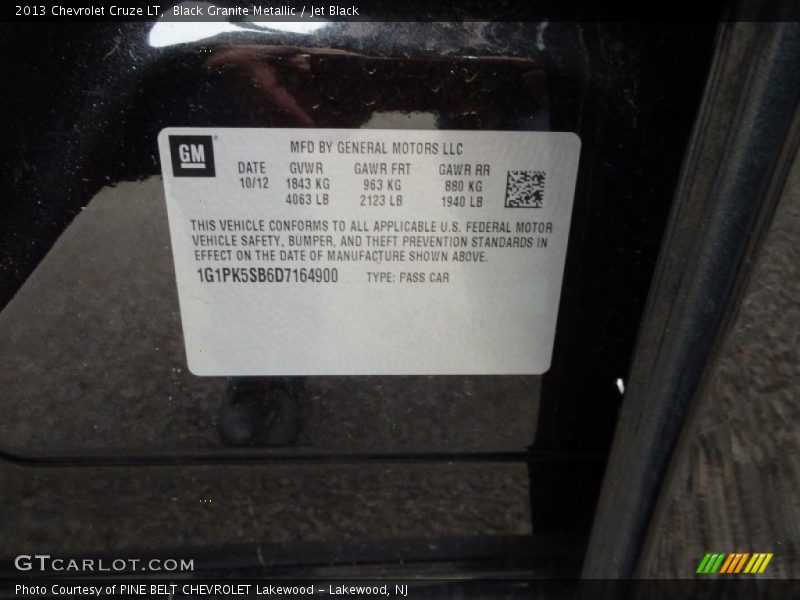 2013 Chevrolet Cruze LT, Black Granite Metallic / Jet Black
GM
MFD BY GENERAL MOTORS LLC
DATE GVWR GAWR FRT GAWR RR
10/12 1843 KG 963 KG 880 KG
4063 LB 2123 LB 1940 LB
THIS VEHICLE CONFORMS TO ALL APPLICABLE U.S. FEDERAL MOTOR
VEHICLE SAFETY, BUMPER, AND THEFT PREVENTION STANDARDS IN
EFFECT ON THE DATE OF MANUFACTURE SHOWN ABOVE.
1G1PK5SB6D7164900 TYPE: PASS CAR
GTCARLOT.COM
Photo Courtesy of PINE BELT CHEVROLET Lakewood - Lakewood, NJ